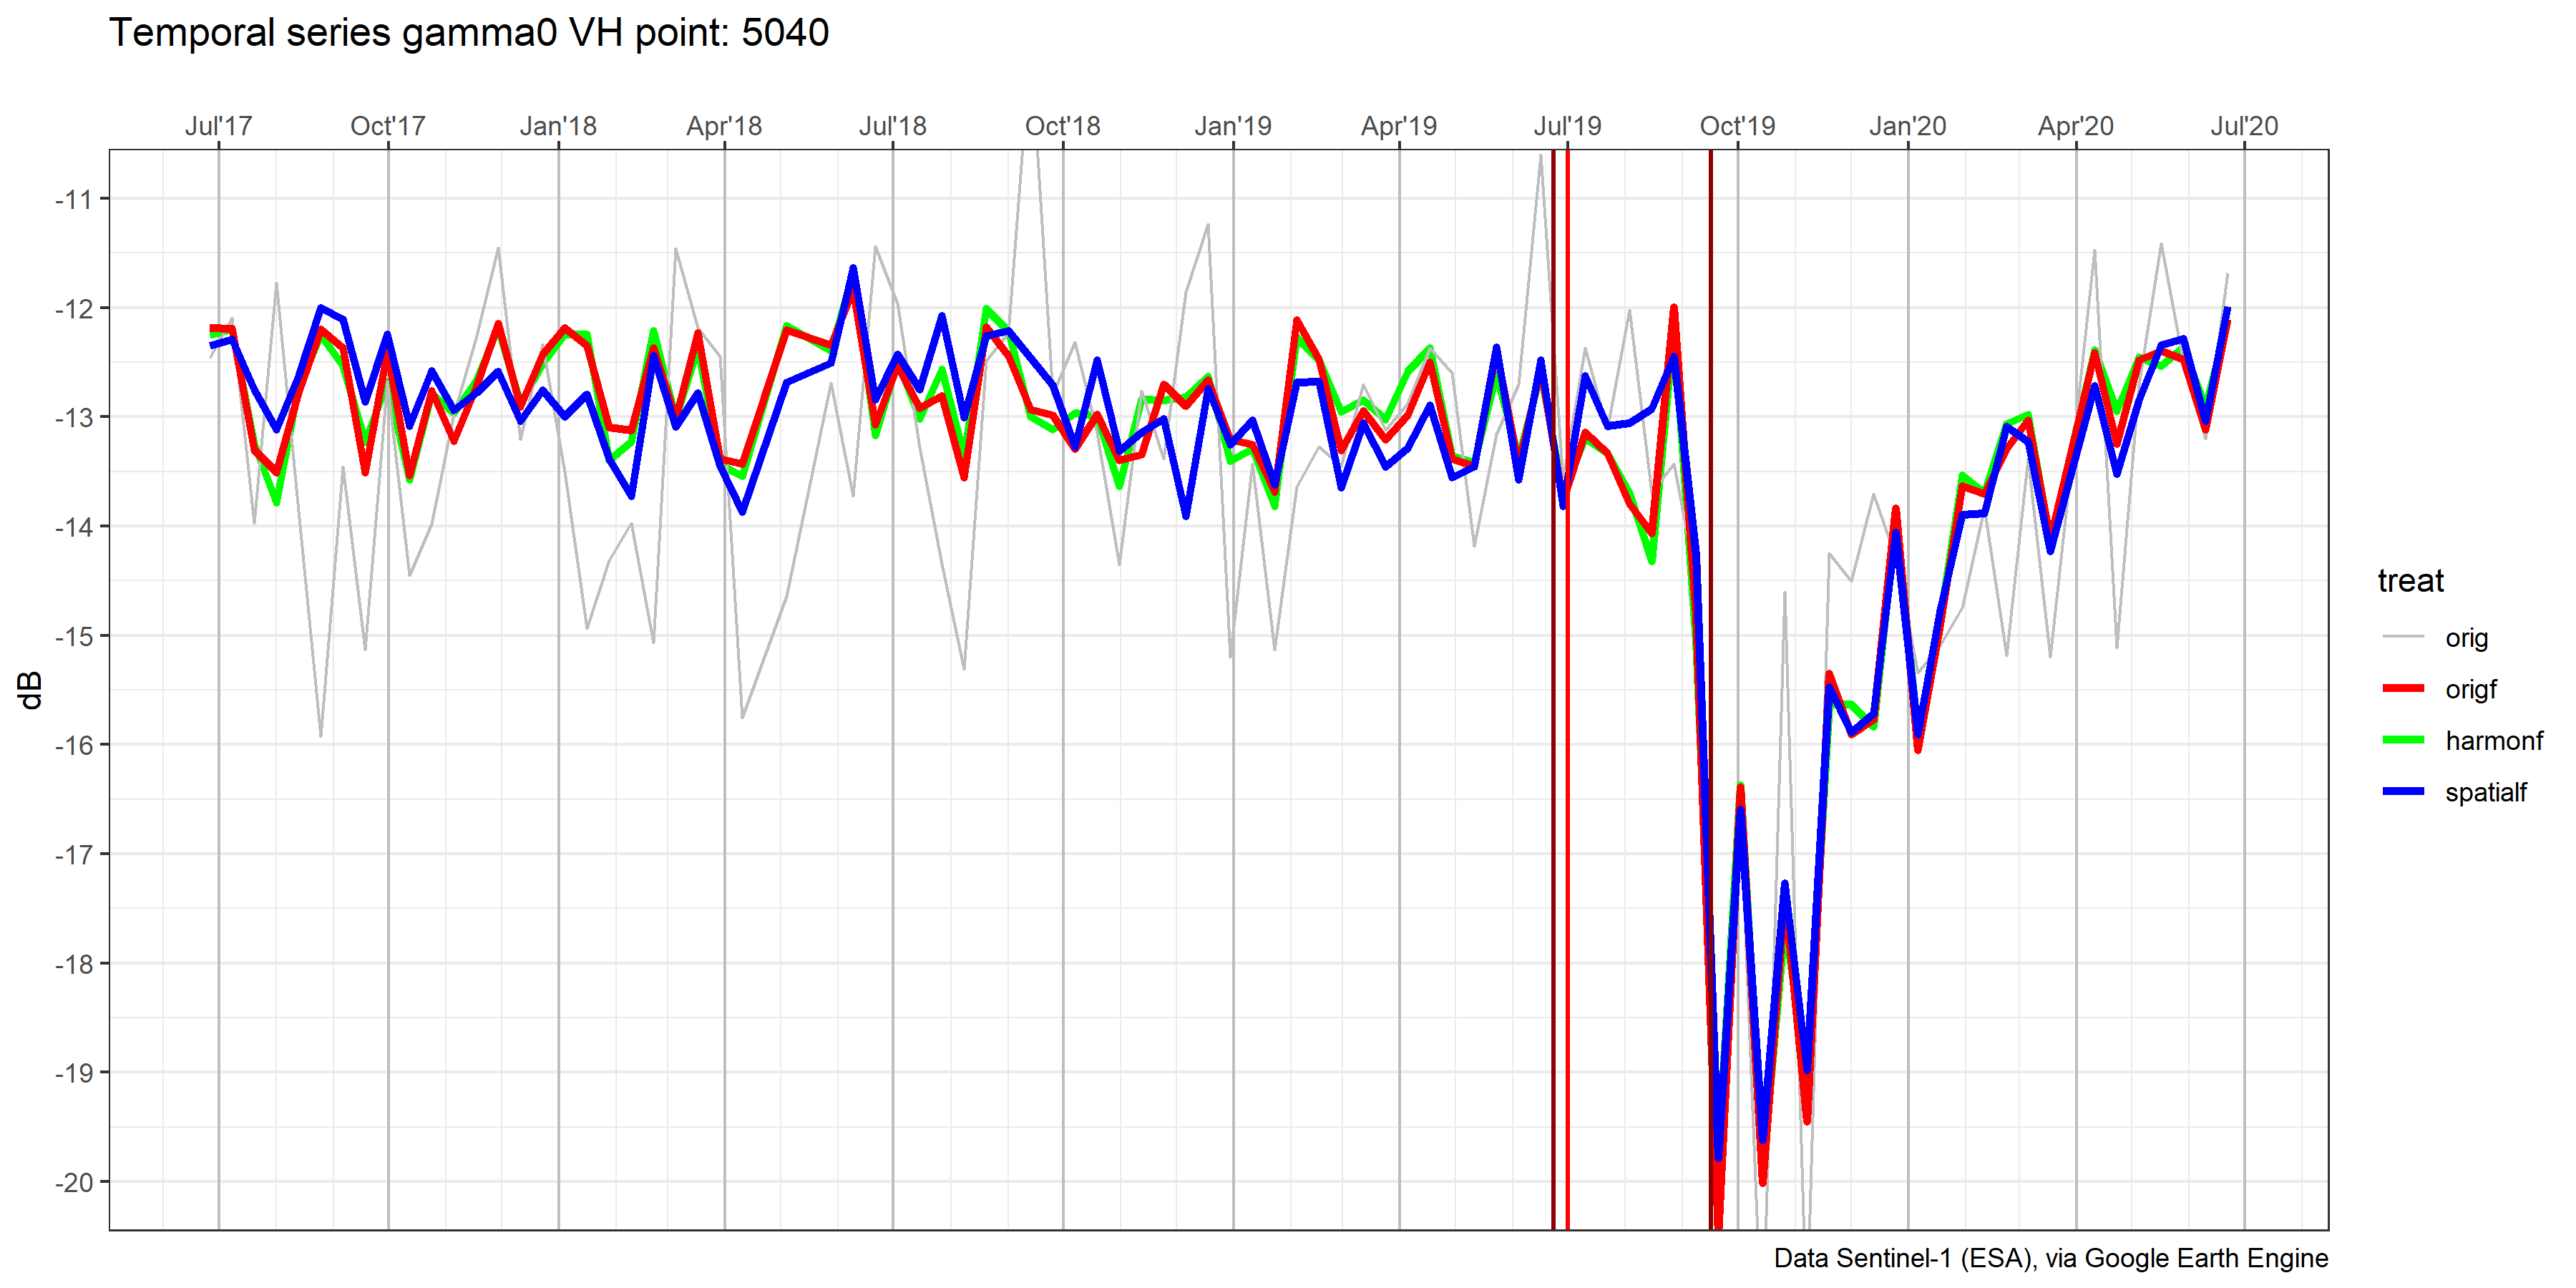 Temporal series gamma0 VH point: 5040
Jul'17 Oct'17 Jan'18 Apr'18 Jul'18 Oct'18 Jan'19 Apr'19 Jul'19 Oct'19 Jan'20 Apr'20 Jul'20
-11
-12
-13
-14
-15
-16
-17
-18
-19
-20
dB
treat
orig
origf
harmonf
spatialf
Data Sentinel-1 (ESA), via Google Earth Engine